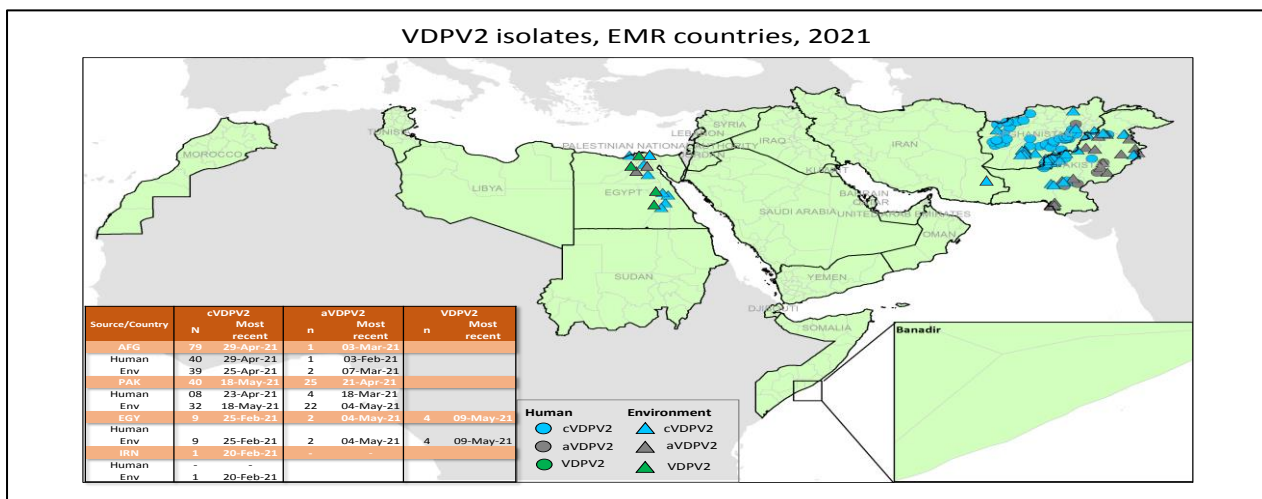 VDPV2 isolates, EMR countries, 2021
MOROCCO
TUNIS
LIBYA
EGYPT
SUDAN
SYRIA
LEBANON
PALESTINIAN NATIONAL AUTHORITY
JORDAN
IRAQ
IRAN
KUWAIT
BAHRAIN
QATAR
SAUDI ARABIA
UNITED ARAB EMIRATES
OMAN
YEMEN
DJIBOUTI
SOMALIA
Banadir
Source/Country cVDPV2 aVDPV2 VDPV2
N Most recent n Most recent n Most recent
AFG 79 29-Apr-21 1 03-Mar-21
Human 40 29-Apr-21 1 03-Feb-21
Env 39 25-Apr-21 2 07-Mar-21
PAK 40 18-May-21 25 21-Apr-21
Human 08 23-Apr-21 4 18-Mar-21
Env 32 18-May-21 22 04-May-21
EGY 9 25-Feb-21 2 04-May-21 4 09-May-21
Human
Env 9 25-Feb-21 2 04-May-21 4 09-May-21
IRN 1 20-Feb-21 - -
Human - -
Env 1 20-Feb-21
Human Environment
cVDPV2 cVDPV2
aVDPV2 aVDPV2
VDPV2 VDPV2